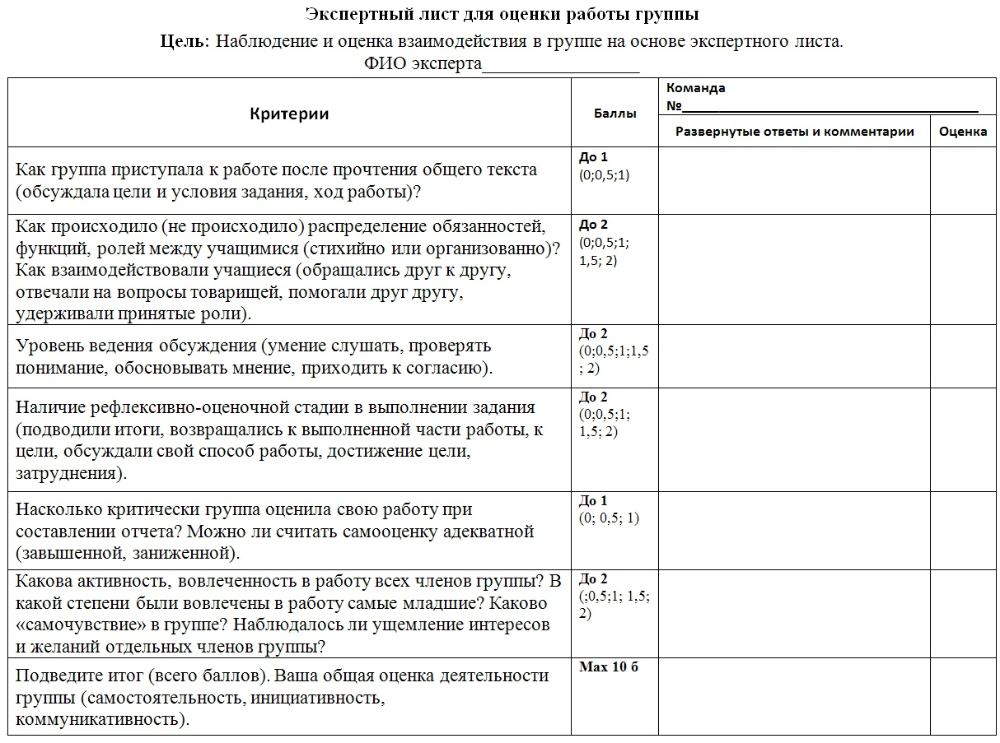 Экспертный лист для оценки работы группы
Цель: Наблюдение и оценка взаимодействия в группе на основе экспертного листа.
ФИО эксперта_________________
Критерии
Баллы
Команда
№________________________________________
Развернутые ответы и комментарии
Оценка
Как группа приступала к работе после прочтения общего текста
(обсуждала цели и условия задания, ход работы)?
До 1
(0;0,5;1)
Как происходило (не происходило) распределение обязанностей,
функций, ролей между учащимися (стихийно или организованно)?
Как взаимодействовали учащиеся (обращались друг к другу,
отвечали на вопросы товарищей, помогали друг другу,
удерживали принятые роли).
До 2
(0;0,5;1;
1,5; 2)
Уровень ведения обсуждения (умение слушать, проверять
понимание, обосновывать мнение, приходить к согласию).
До 2
(0;0,5;1;1,5
; 2)
Наличие рефлексивно-оценочной стадии в выполнении задания
(подводили итоги, возвращались к выполненной части работы, к
цели, обсуждали свой способ работы, достижение цели,
затруднения).
До 2
(0;0,5;1;
1,5; 2)
Насколько критически группа оценила свою работу при
составлении отчета? Можно ли считать самооценку адекватной
(завышенной, заниженной).
До 1
(0; 0,5; 1)
Какова активность, вовлеченность в работу всех членов группы? В
какой степени были вовлечены в работу самые младшие? Каково
«самочувствие» в группе? Наблюдалось ли ущемление интересов
и желаний отдельных членов группы?
До 2
(;0,5;1; 1,5;
2)
Подведите итог (всего баллов). Ваша общая оценка деятельности
группы (самостоятельность, инициативность,
коммуникативность).
Мах 10 б